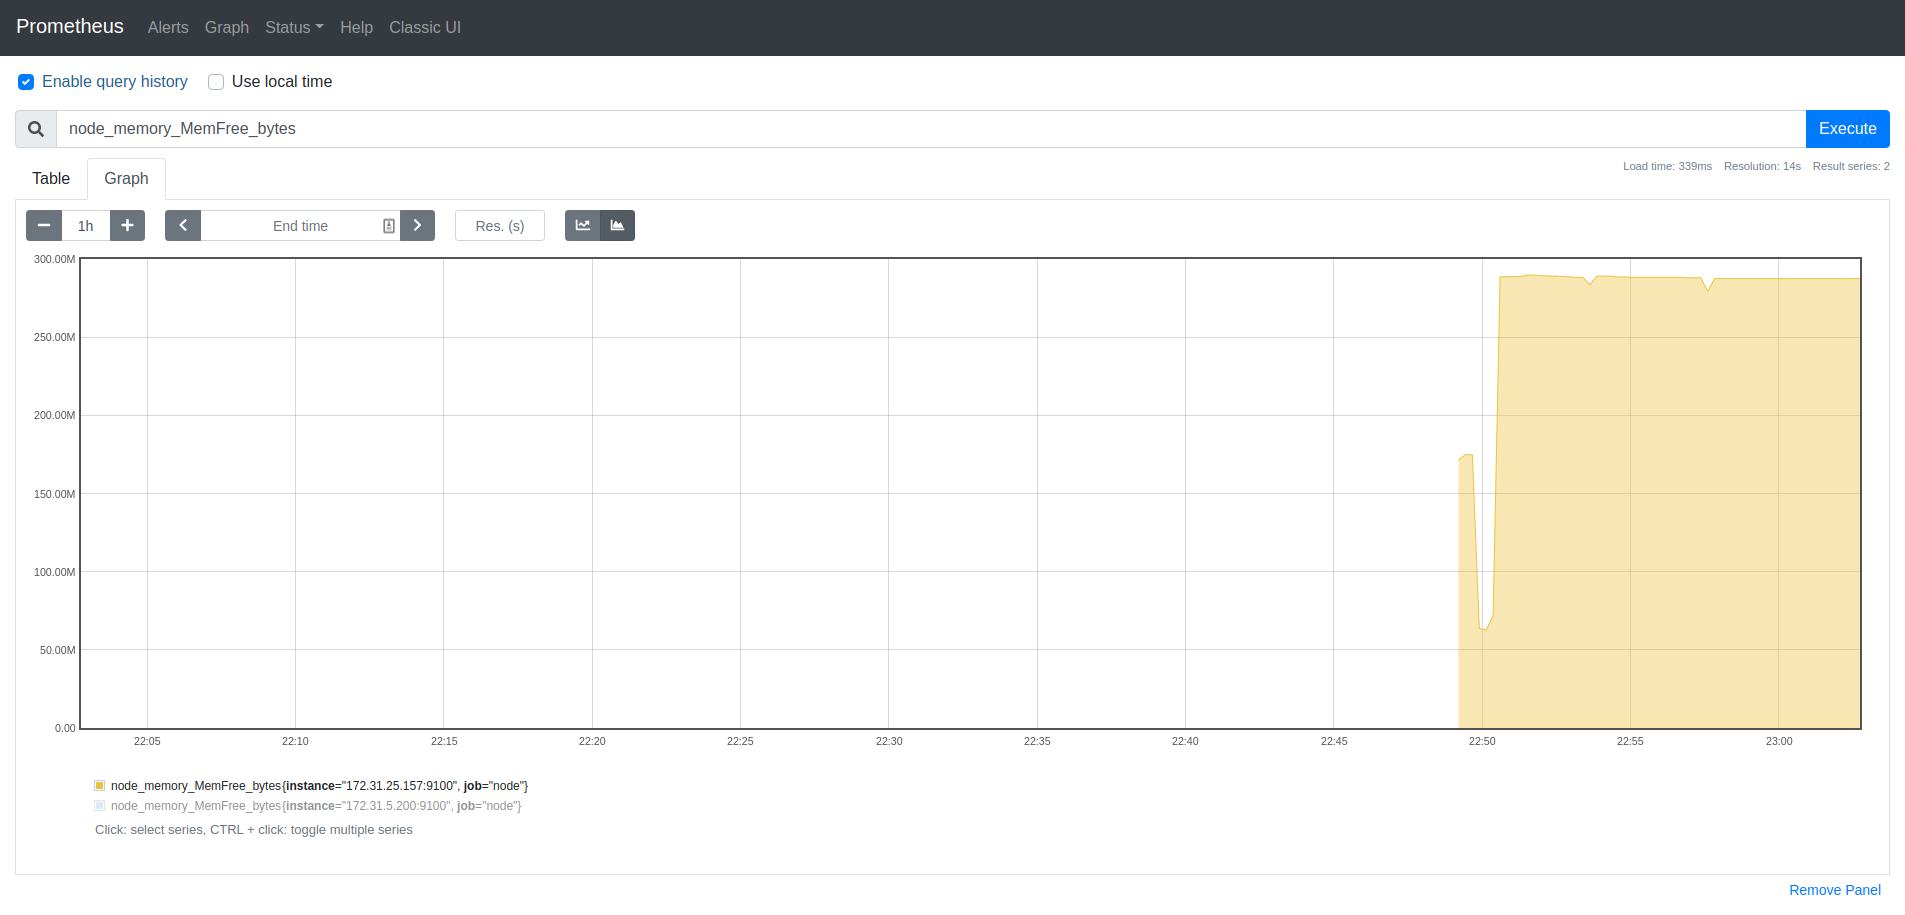 Prometheus Alerts Graph Status Help Classic UI
Enable query history Use local time
node_memory_MemFree_bytes Execute
Load time: 339ms Resolution: 14s Result series: 2
Table Graph
1h End time Res. (s)
300.00M
250.00M
200.00M
150.00M
100.00M
50.00M
0.00
22:05 22:10 22:15 22:20 22:25 22:30 22:35 22:40 22:45 22:50 22:55 23:00
node_memory_MemFree_bytes{instance="172.31.25.157:9100", job="node"}
node_memory_MemFree_bytes{instance="172.31.5.200:9100", job="node"}
Click: select series, CTRL + click: toggle multiple series
Remove Panel